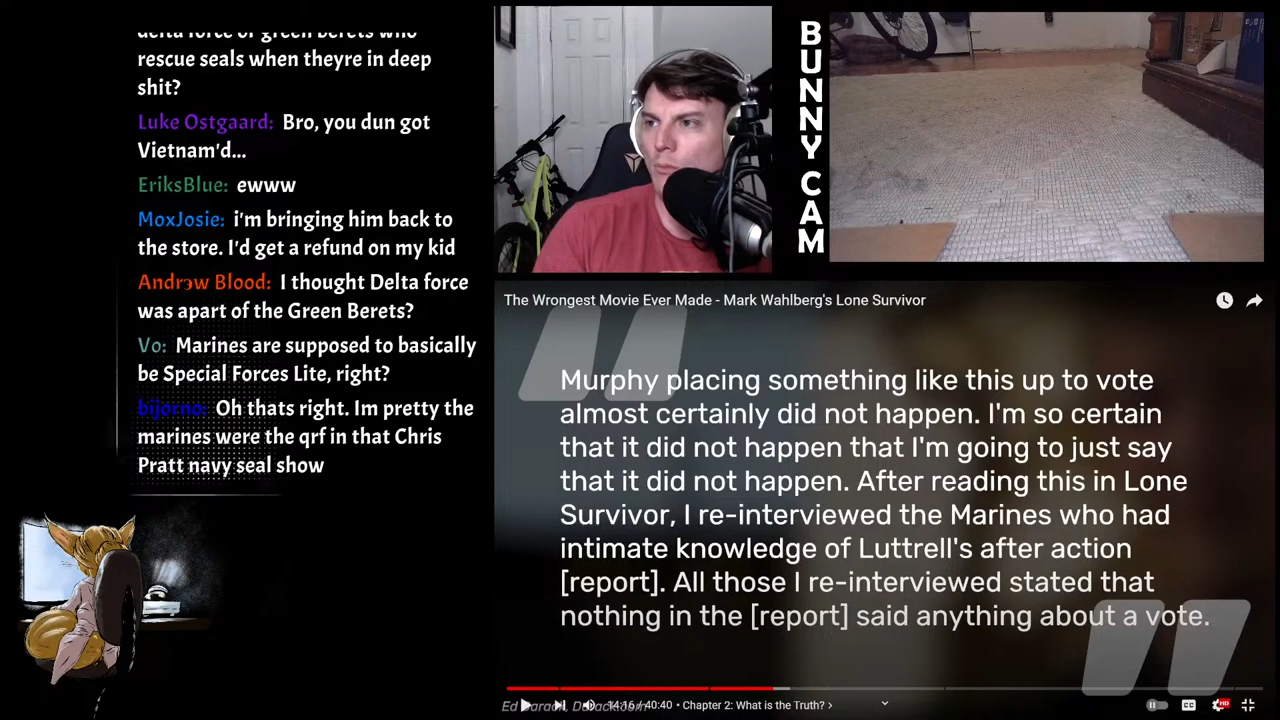 delta force or green berets who
rescue seals when theyre in deep
shit?
Luke Ostgaard: Bro, you dun got
Vietnam'd...
EriksBlue: ewww
MoxJosie: i'm bringing him back to
the store. I'd get a refund on my kid
Andrew Blood: I thought Delta force
was apart of the Green Berets?
Vo: Marines are supposed to basically
be Special Forces Lite, right?
bijorno: Oh thats right. Im pretty the
marines were the qrf in that Chris
Pratt navy seal show
BUNNY CAM
The Wrongest Movie Ever Made - Mark Wahlberg's Lone Survivor
Murphy placing something like this up to vote
almost certainly did not happen. I'm so certain
that it did not happen that I'm going to just say
that it did not happen. After reading this in Lone
Survivor, I re-interviewed the Marines who had
intimate knowledge of Luttrell's after action
[report]. All those I re-interviewed stated that
nothing in the [report] said anything about a vote.
14:16 / 40:40 • Chapter 2: What is the Truth? ›
CC
HD